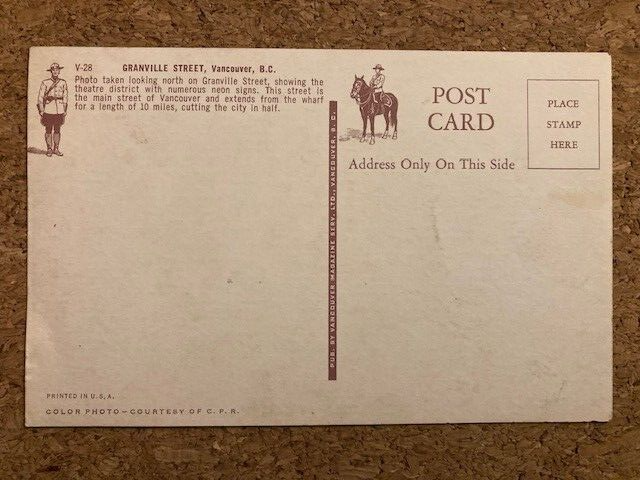 V-28 GRANVILLE STREET, Vancouver, B.C.
Photo taken looking north on Granville Street, showing the
theatre district with numerous neon signs. This street is
the main street of Vancouver and extends from the wharf
for a length of 10 miles, cutting the city in half.
PRINTED IN U.S.A.
COLOR PHOTO—COURTESY OF C.P.R.
PUB. BY VANCOUVER MAGAZINE SERV. LTD., VANCOUVER, B.C.
POST
CARD
Address Only On This Side
PLACE
STAMP
HERE